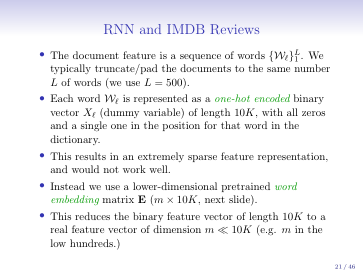 RNN and IMDB Reviews
• The document feature is a sequence of words {𝒲ℓ}₁ᴸ. We
typically truncate/pad the documents to the same number
L of words (we use L = 500).
• Each word 𝒲ℓ is represented as a one-hot encoded binary
vector Xℓ (dummy variable) of length 10K, with all zeros
and a single one in the position for that word in the
dictionary.
• This results in an extremely sparse feature representation,
and would not work well.
• Instead we use a lower-dimensional pretrained word
embedding matrix E (m × 10K, next slide).
• This reduces the binary feature vector of length 10K to a
real feature vector of dimension m ≪ 10K (e.g. m in the
low hundreds.)
21 / 46